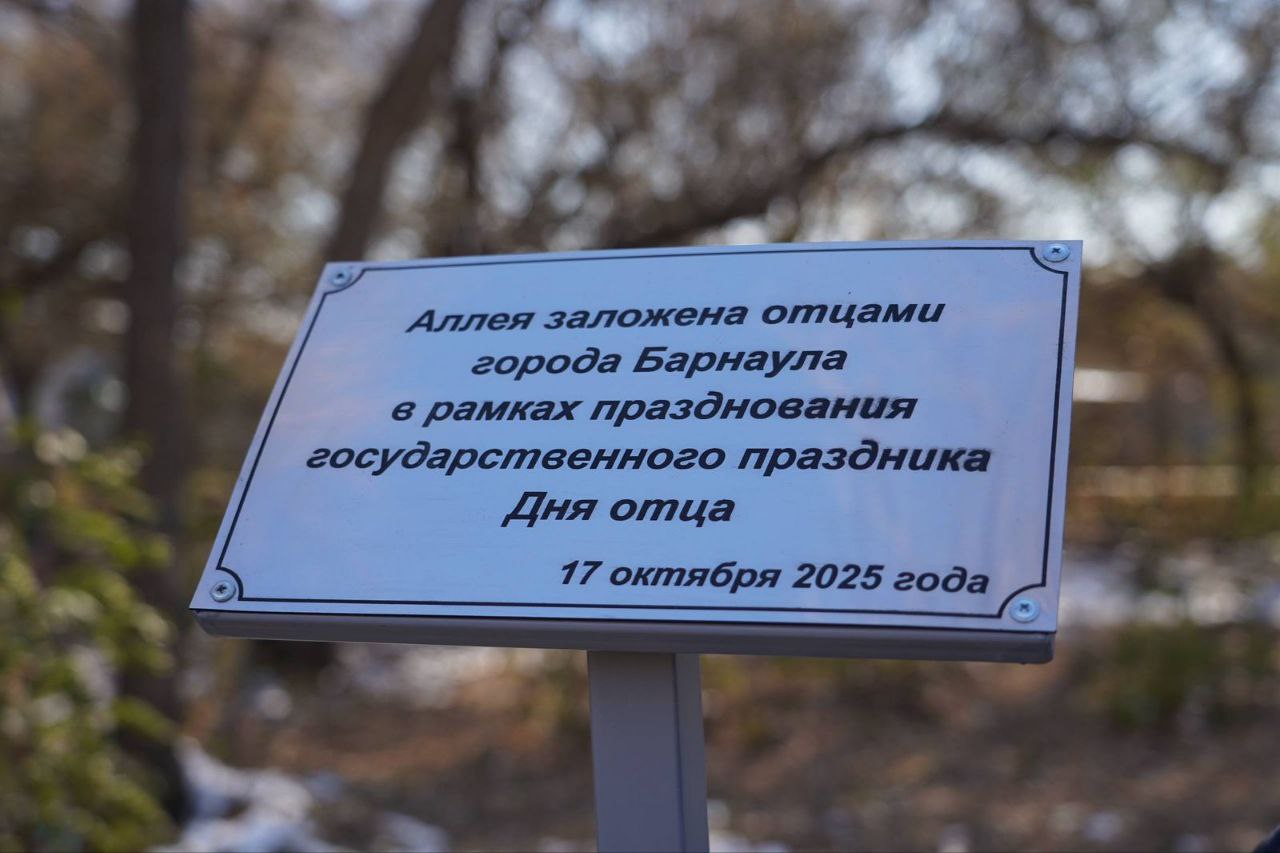 Аллея заложена отцами
города Барнаула
в рамках празднования
государственного праздника
Дня отца
17 октября 2025 года